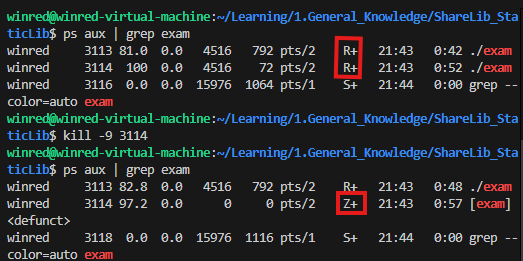 winred@winred-virtual-machine:~/Learning/1.General_Knowledge/ShareLib_Sta
ticLib$ ps aux | grep exam
winred 3113 81.0 0.0 4516 792 pts/2 R+ 21:43 0:42 ./exam
winred 3114 100 0.0 4516 72 pts/2 R+ 21:43 0:52 ./exam
winred 3116 0.0 0.0 15976 1064 pts/1 S+ 21:44 0:00 grep --
color=auto exam
winred@winred-virtual-machine:~/Learning/1.General_Knowledge/ShareLib_Sta
ticLib$ kill -9 3114
winred@winred-virtual-machine:~/Learning/1.General_Knowledge/ShareLib_Sta
ticLib$ ps aux | grep exam
winred 3113 82.8 0.0 4516 792 pts/2 R+ 21:43 0:48 ./exam
winred 3114 97.2 0.0 0 0 pts/2 Z+ 21:43 0:57 [exam]
<defunct>
winred 3118 0.0 0.0 15976 1116 pts/1 S+ 21:44 0:00 grep --
color=auto exam